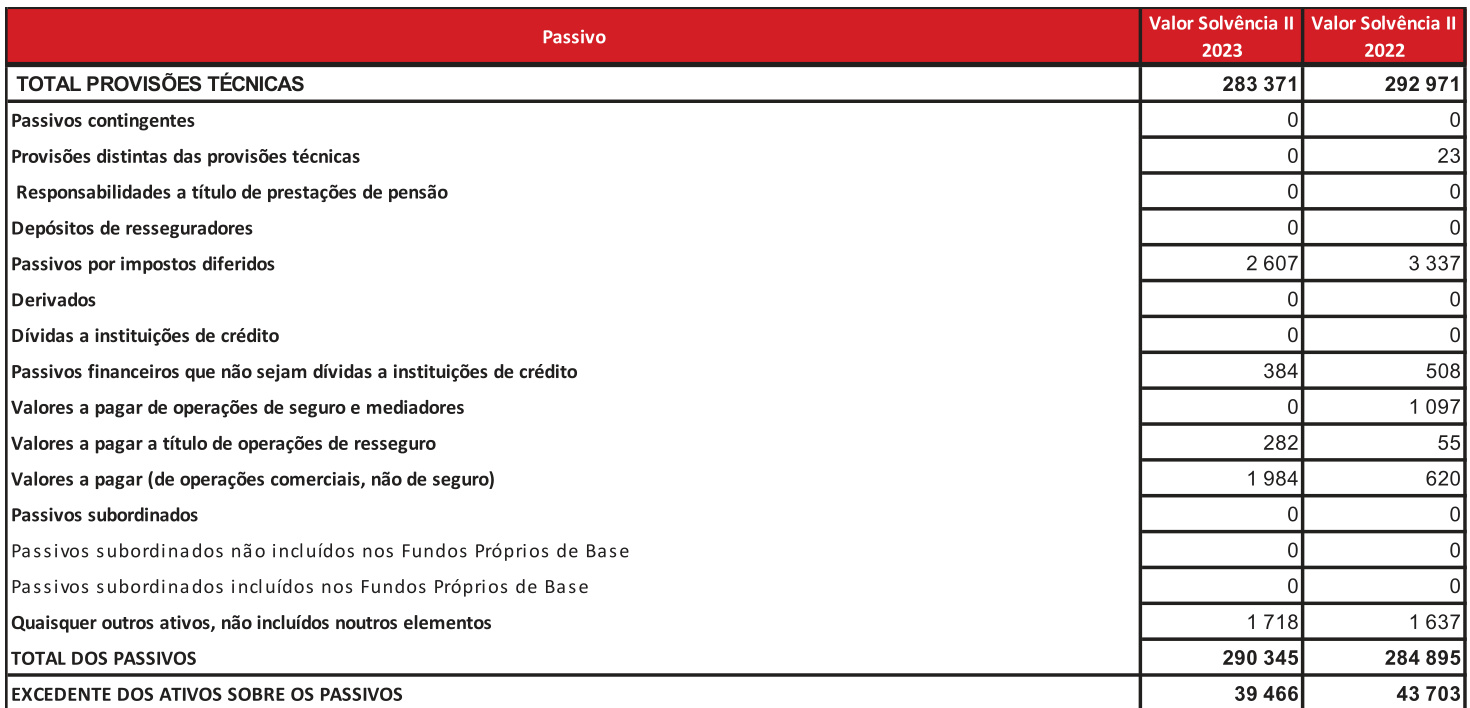 Passivo Valor Solvência II 2023 Valor Solvência II 2022
TOTAL PROVISÕES TÉCNICAS 283 371 292 971
Passivos contingentes 0 0
Provisões distintas das provisões técnicas 0 23
Responsabilidades a título de prestações de pensão 0 0
Depósitos de resseguradores 0 0
Passivos por impostos diferidos 2 607 3 337
Derivados 0 0
Dívidas a instituições de crédito 0 0
Passivos financeiros que não sejam dívidas a instituições de crédito 384 508
Valores a pagar de operações de seguro e mediadores 0 1 097
Valores a pagar a título de operações de resseguro 282 55
Valores a pagar (de operações comerciais, não de seguro) 1 984 620
Passivos subordinados 0 0
Passivos subordinados não incluídos nos Fundos Próprios de Base 0 0
Passivos subordinados incluídos nos Fundos Próprios de Base 0 0
Quaisquer outros ativos, não incluídos noutros elementos 1 718 1 637
TOTAL DOS PASSIVOS 290 345 284 895
EXCEDENTE DOS ATIVOS SOBRE OS PASSIVOS 39 466 43 703